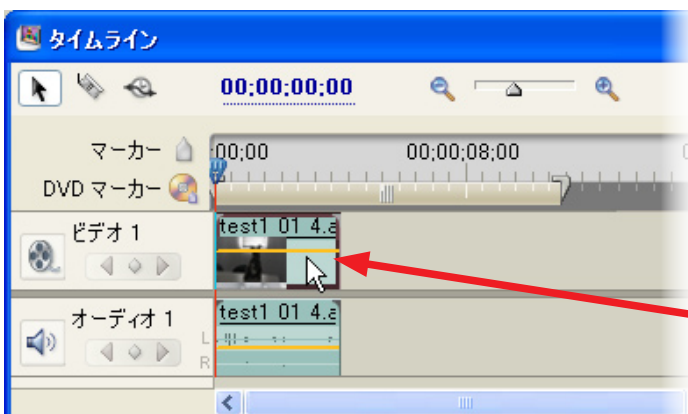 タイムライン
00;00;00;00
マーカー ;00;00 00;00;08;00
DVD マーカー
ビデオ 1 test1 01 4.a
オーディオ 1 test1 01 4.a
L
R